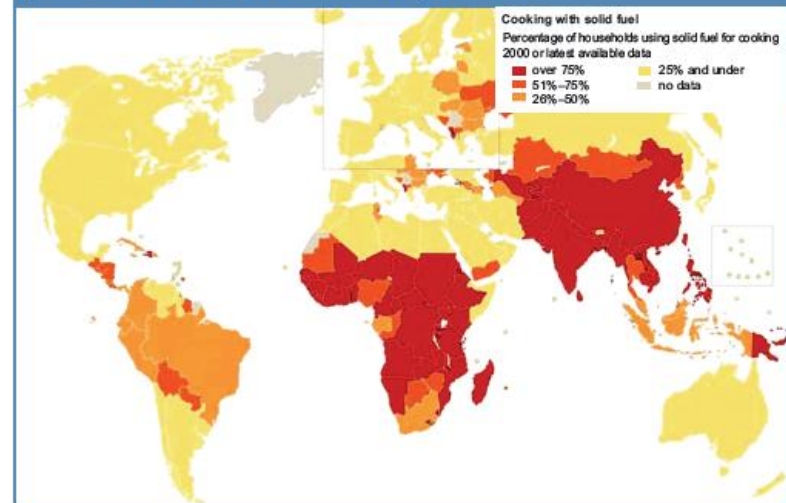 Cooking with solid fuel
Percentage of households using solid fuel for cooking
2000 or latest available data
over 75%
51%–75%
26%–50%
25% and under
no data